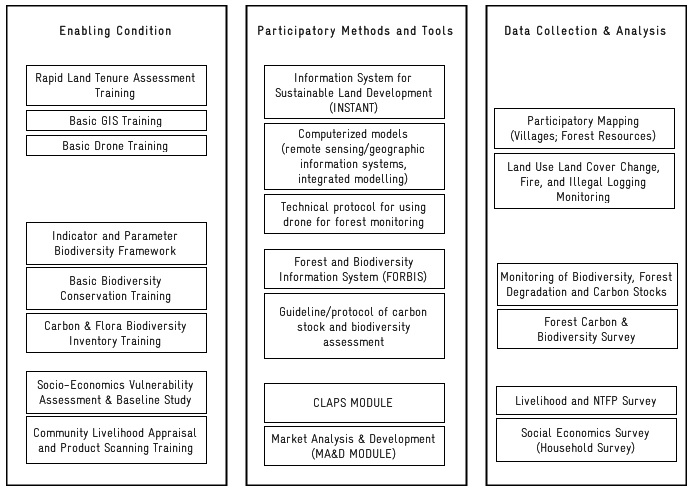 Enabling Condition
Rapid Land Tenure Assessment
Training
Basic GIS Training
Basic Drone Training
Indicator and Parameter
Biodiversity Framework
Basic Biodiversity
Conservation Training
Carbon & Flora Biodiversity
Inventory Training
Socio-Economics Vulnerability
Assessment & Baseline Study
Community Livelihood Appraisal
and Product Scanning Training
Participatory Methods and Tools
Information System for
Sustainable Land Development
(INSTANT)
Computerized models
(remote sensing/geographic
information systems,
integrated modelling)
Technical protocol for using
drone for forest monitoring
Forest and Biodiversity
Information System (FORBIS)
Guideline/protocol of carbon
stock and biodiversity
assessment
CLAPS MODULE
Market Analysis & Development
(MA&D MODULE)
Data Collection & Analysis
Participatory Mapping
(Villages; Forest Resources)
Land Use Land Cover Change,
Fire, and Illegal Logging
Monitoring
Monitoring of Biodiversity, Forest
Degradation and Carbon Stocks
Forest Carbon &
Biodiversity Survey
Livelihood and NTFP Survey
Social Economics Survey
(Household Survey)